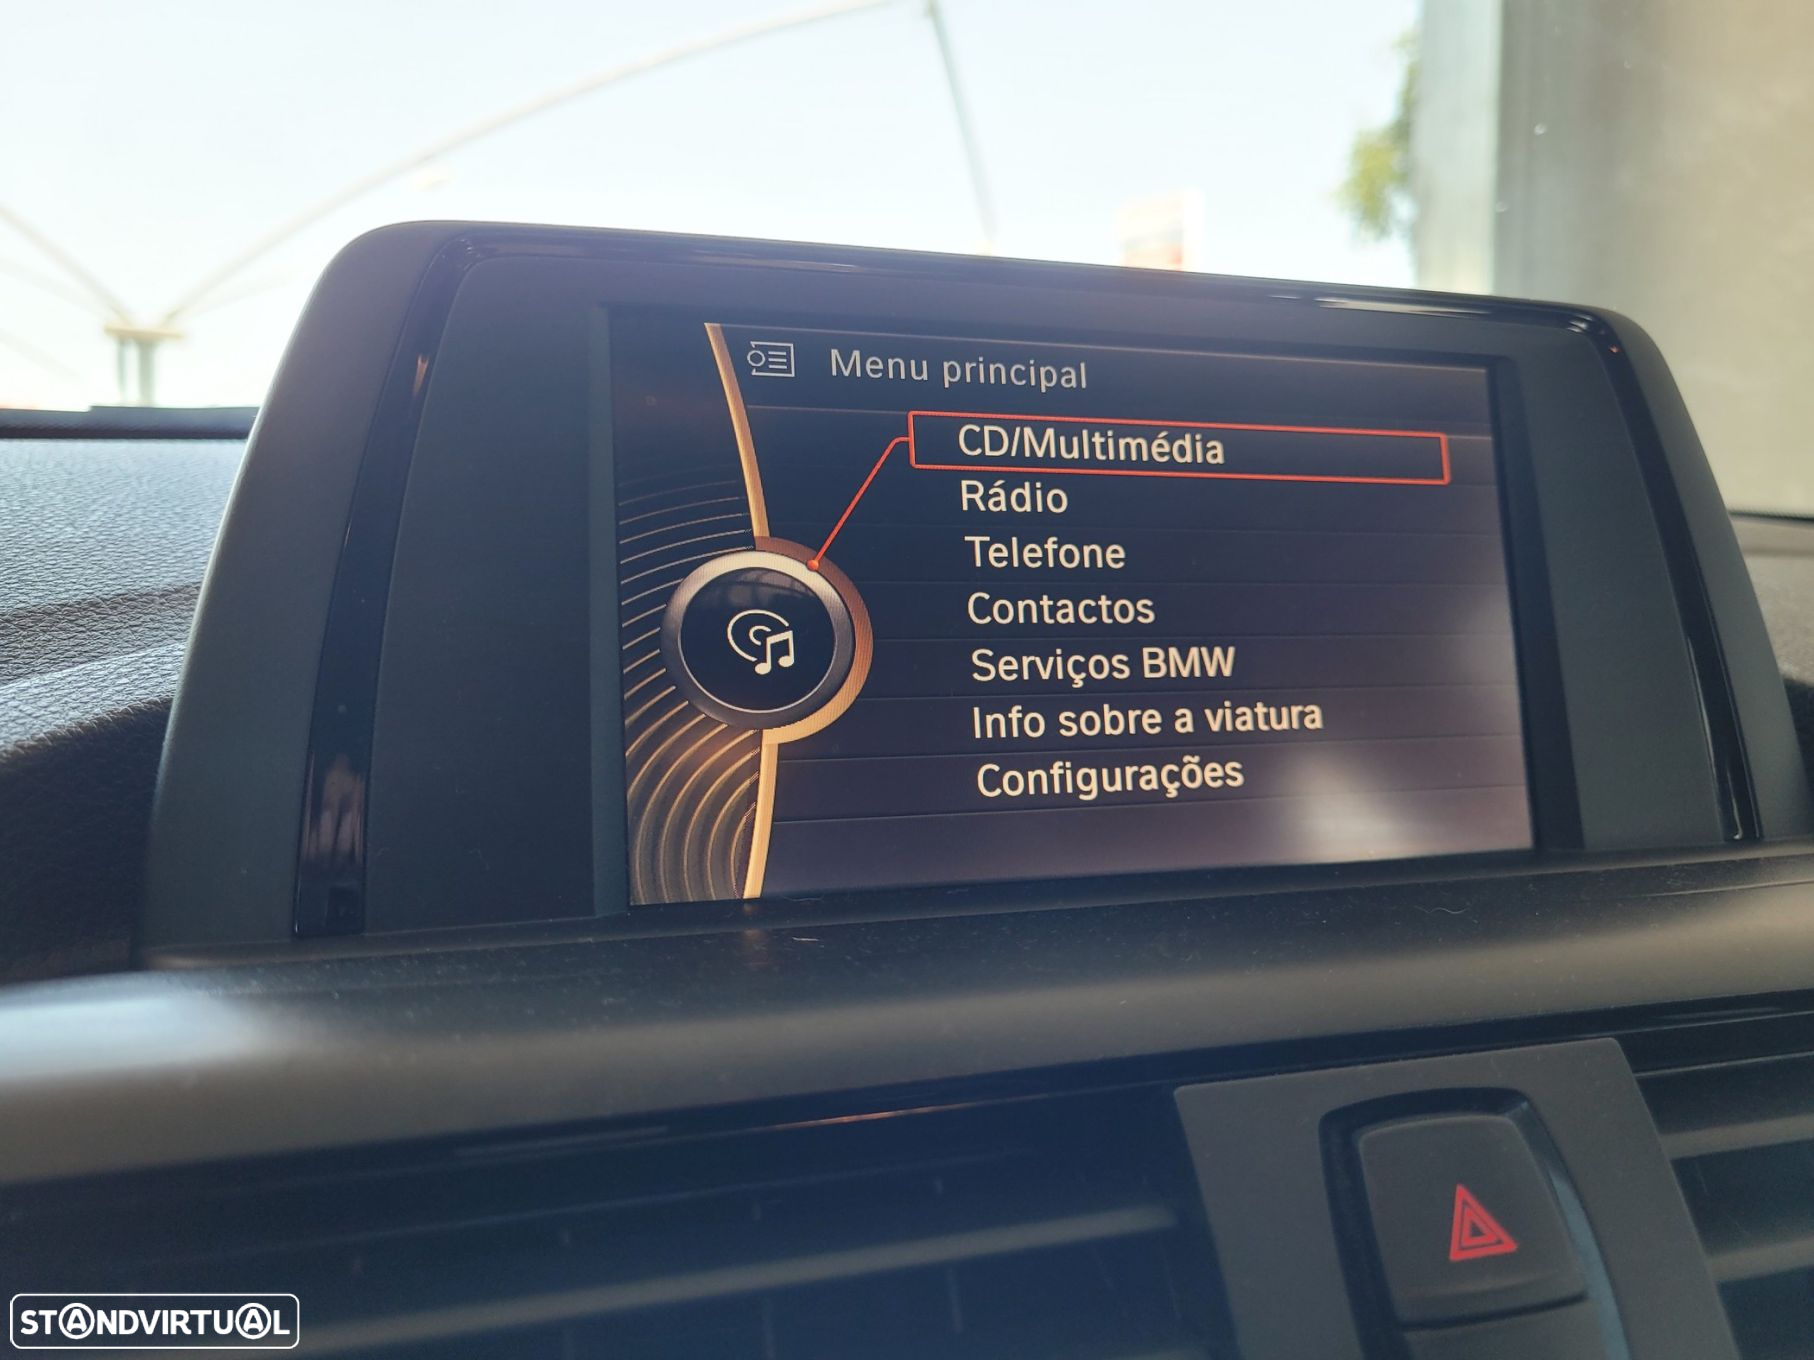 Menu principal
CD/Multimédia
Rádio
Telefone
Contactos
Serviços BMW
Info sobre a viatura
Configurações
STANDVIRTUAL